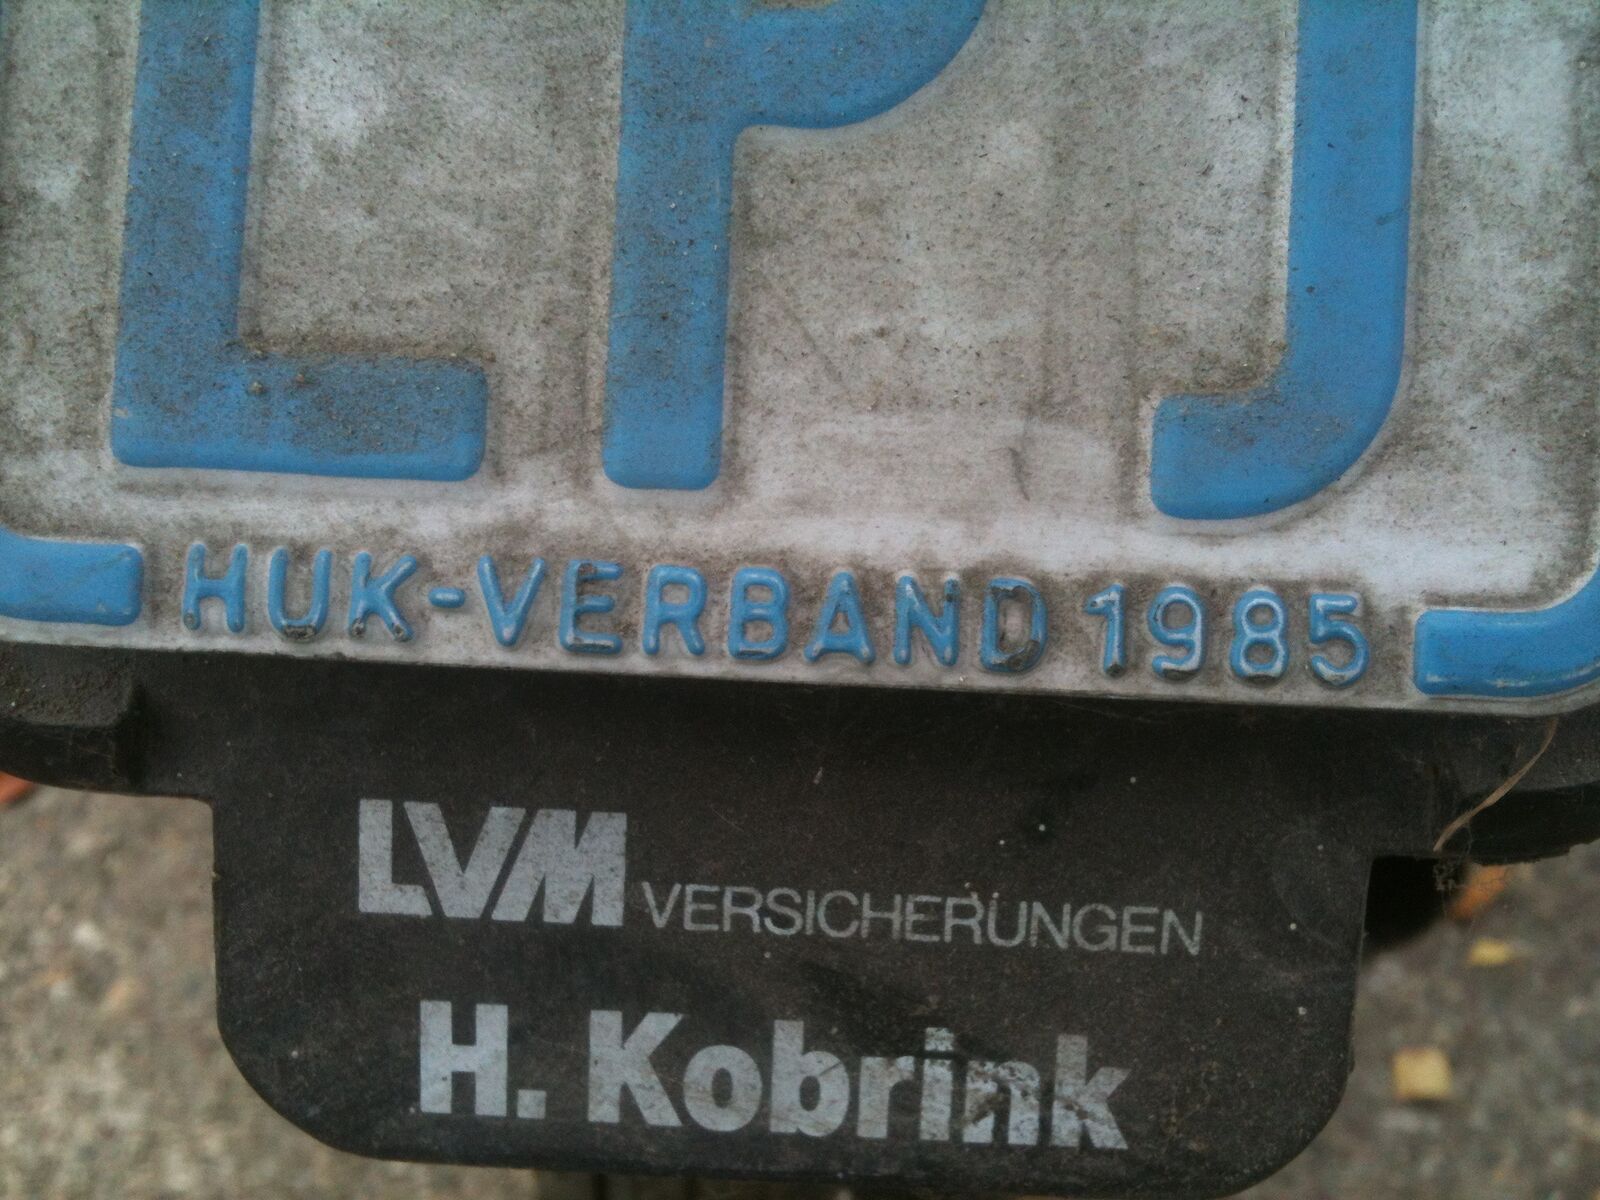 LPJ
HUK-VERBAND 1985
LVM VERSICHERUNGEN
H. Kobrink